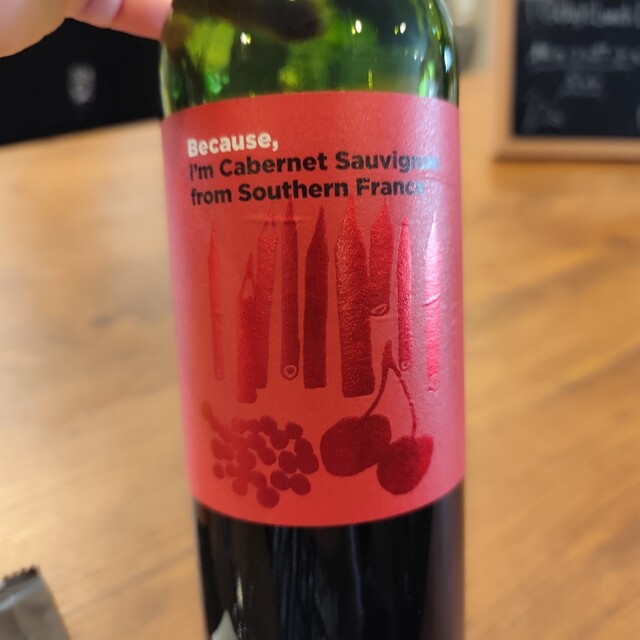 Because,
I'm Cabernet Sauvignon
from Southern France